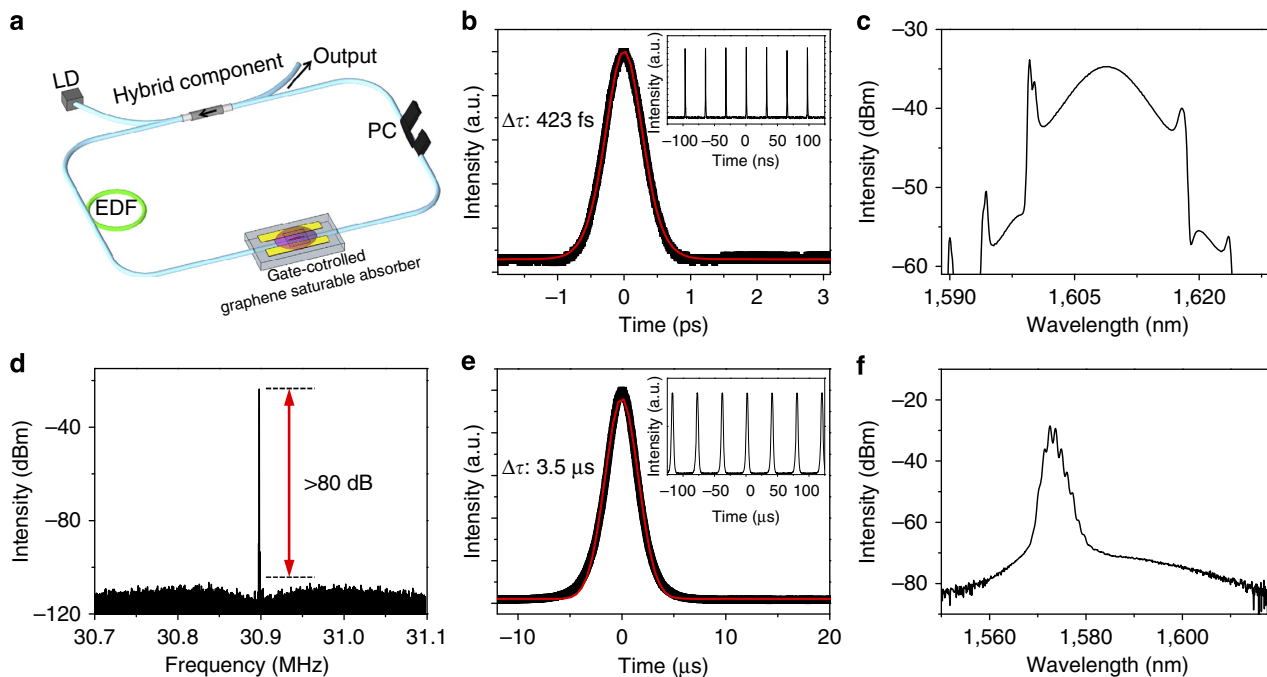 a
LD
Hybrid component
Output
PC
EDF
Gate-cotrolled
graphene saturable absorber
b
Intensity (a.u.)
Δτ: 423 fs
Intensity (a.u.)
−100 −50 0 50 100
Time (ns)
−1 0 1 2 3
Time (ps)
c
Intensity (dBm)
−30
−40
−50
−60
1,590 1,605 1,620
Wavelength (nm)
d
Intensity (dBm)
−40
−80
−120
>80 dB
30.7 30.8 30.9 31.0 31.1
Frequency (MHz)
e
Intensity (a.u.)
Δτ: 3.5 μs
Intensity (a.u.)
−100 −50 0 50 100
Time (μs)
−10 0 10 20
Time (μs)
f
Intensity (dBm)
−20
−40
−60
−80
1,560 1,580 1,600
Wavelength (nm)